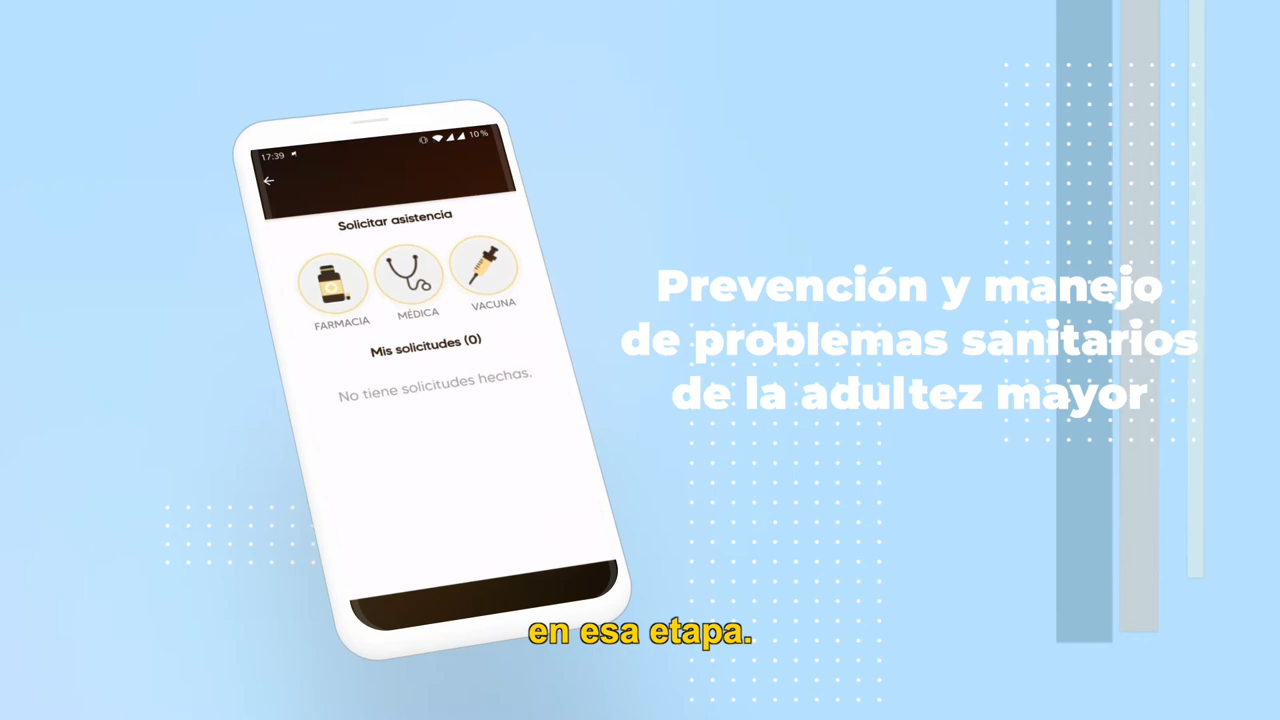 17:39
10 %
Solicitar asistencia
FARMACIA
MÉDICA
VACUNA
Mis solicitudes (0)
No tiene solicitudes hechas.
Prevención y manejo
de problemas sanitarios
de la adultez mayor
en esa etapa.